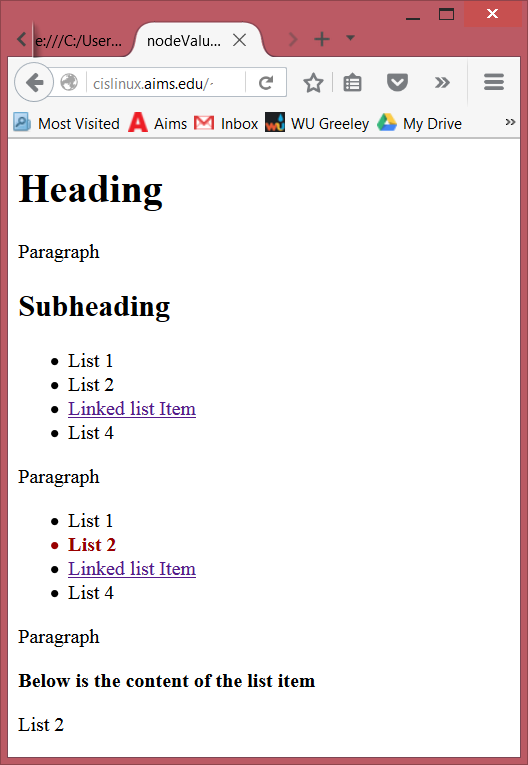 e:///C:/User...
nodeValu...
cislinux.aims.edu/~
Most Visited
Aims
Inbox
WU Greeley
My Drive
Heading
Paragraph
Subheading
List 1
List 2
Linked list Item
List 4
Paragraph
List 1
List 2
Linked list Item
List 4
Paragraph
Below is the content of the list item
List 2